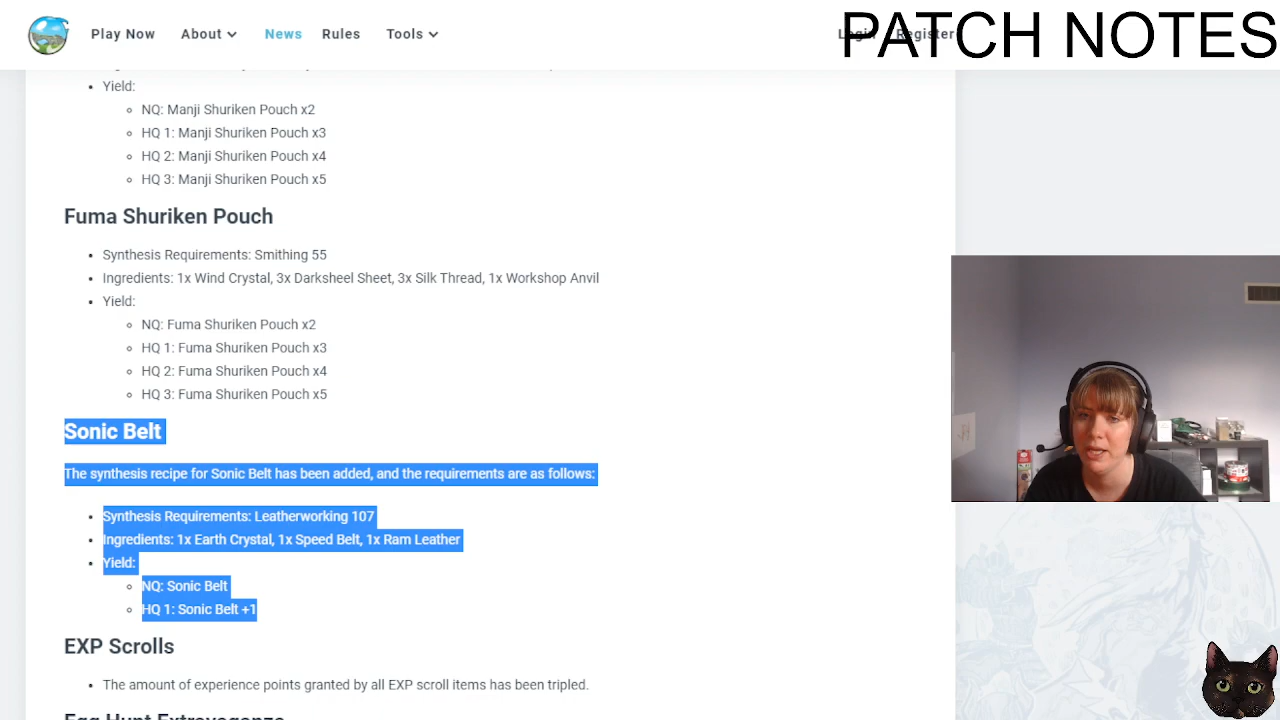 Play Now
About
News
Rules
Tools
Login
Register
PATCH NOTES
Yield:
NQ: Manji Shuriken Pouch x2
HQ 1: Manji Shuriken Pouch x3
HQ 2: Manji Shuriken Pouch x4
HQ 3: Manji Shuriken Pouch x5
Fuma Shuriken Pouch
Synthesis Requirements: Smithing 55
Ingredients: 1x Wind Crystal, 3x Darksheel Sheet, 3x Silk Thread, 1x Workshop Anvil
Yield:
NQ: Fuma Shuriken Pouch x2
HQ 1: Fuma Shuriken Pouch x3
HQ 2: Fuma Shuriken Pouch x4
HQ 3: Fuma Shuriken Pouch x5
Sonic Belt
The synthesis recipe for Sonic Belt has been added, and the requirements are as follows:
Synthesis Requirements: Leatherworking 107
Ingredients: 1x Earth Crystal, 1x Speed Belt, 1x Ram Leather
Yield:
NQ: Sonic Belt
HQ 1: Sonic Belt +1
EXP Scrolls
The amount of experience points granted by all EXP scroll items has been tripled.
Egg Hunt Extravaganza